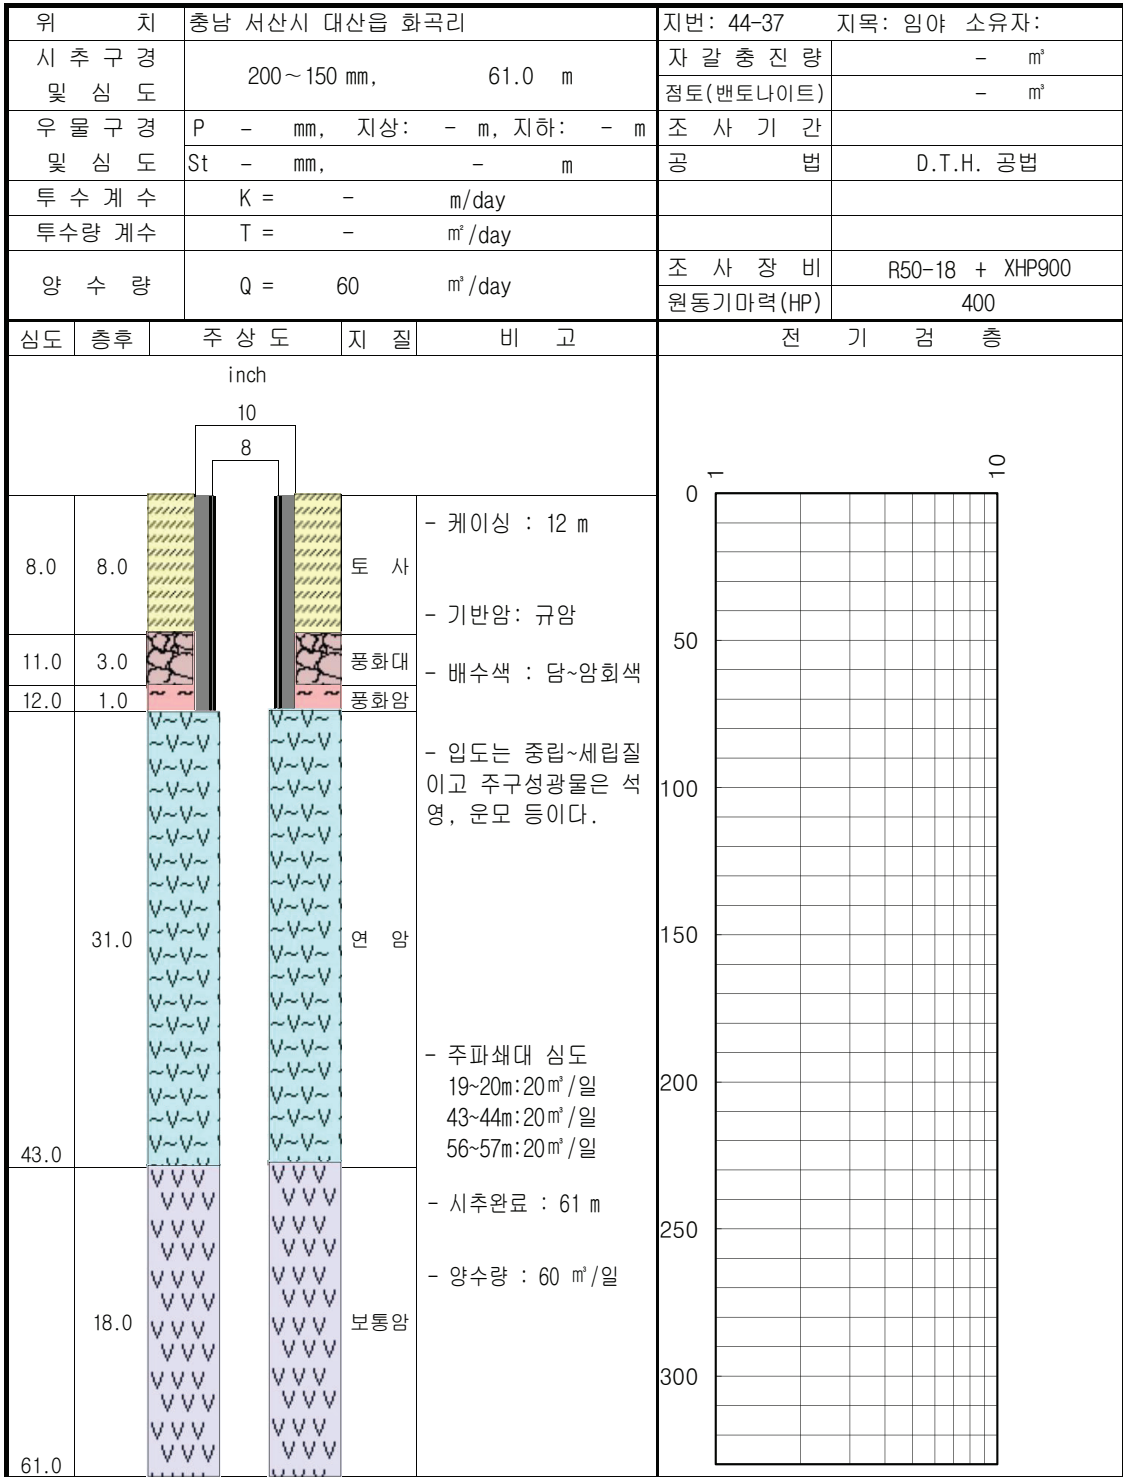 위 치 충남 서산시 대산읍 화곡리 지번: 44-37 지목: 임야 소유자:
시 추 구 경 및 심 도 200~150 mm, 61.0 m 자 갈 충 진 량 - ㎥
점토(밴토나이트) - ㎥
우 물 구 경 및 심 도 P - mm, 지상: - m, 지하: - m 조 사 기 간
St - mm, - m 공 법 D.T.H. 공법
투 수 계 수 K = - m/day
투수량 계수 T = - ㎡/day
양 수 량 Q = 60 ㎥/day 조 사 장 비 R50-18 + XHP900
원동기마력(HP) 400
심도 층후 주 상 도 지 질 비 고 전 기 검 층
inch
10
8
8.0 8.0 토 사
11.0 3.0 풍화대
12.0 1.0 풍화암
31.0 연 암
43.0
18.0 보통암
61.0
- 케이싱 : 12 m
- 기반암: 규암
- 배수색 : 담~암회색
- 입도는 중립~세립질
이고 주구성광물은 석
영, 운모 등이다.
- 주파쇄대 심도
19~20m:20㎥/일
43~44m:20㎥/일
56~57m:20㎥/일
- 시추완료 : 61 m
- 양수량 : 60 ㎥/일
1 10
0
50
100
150
200
250
300